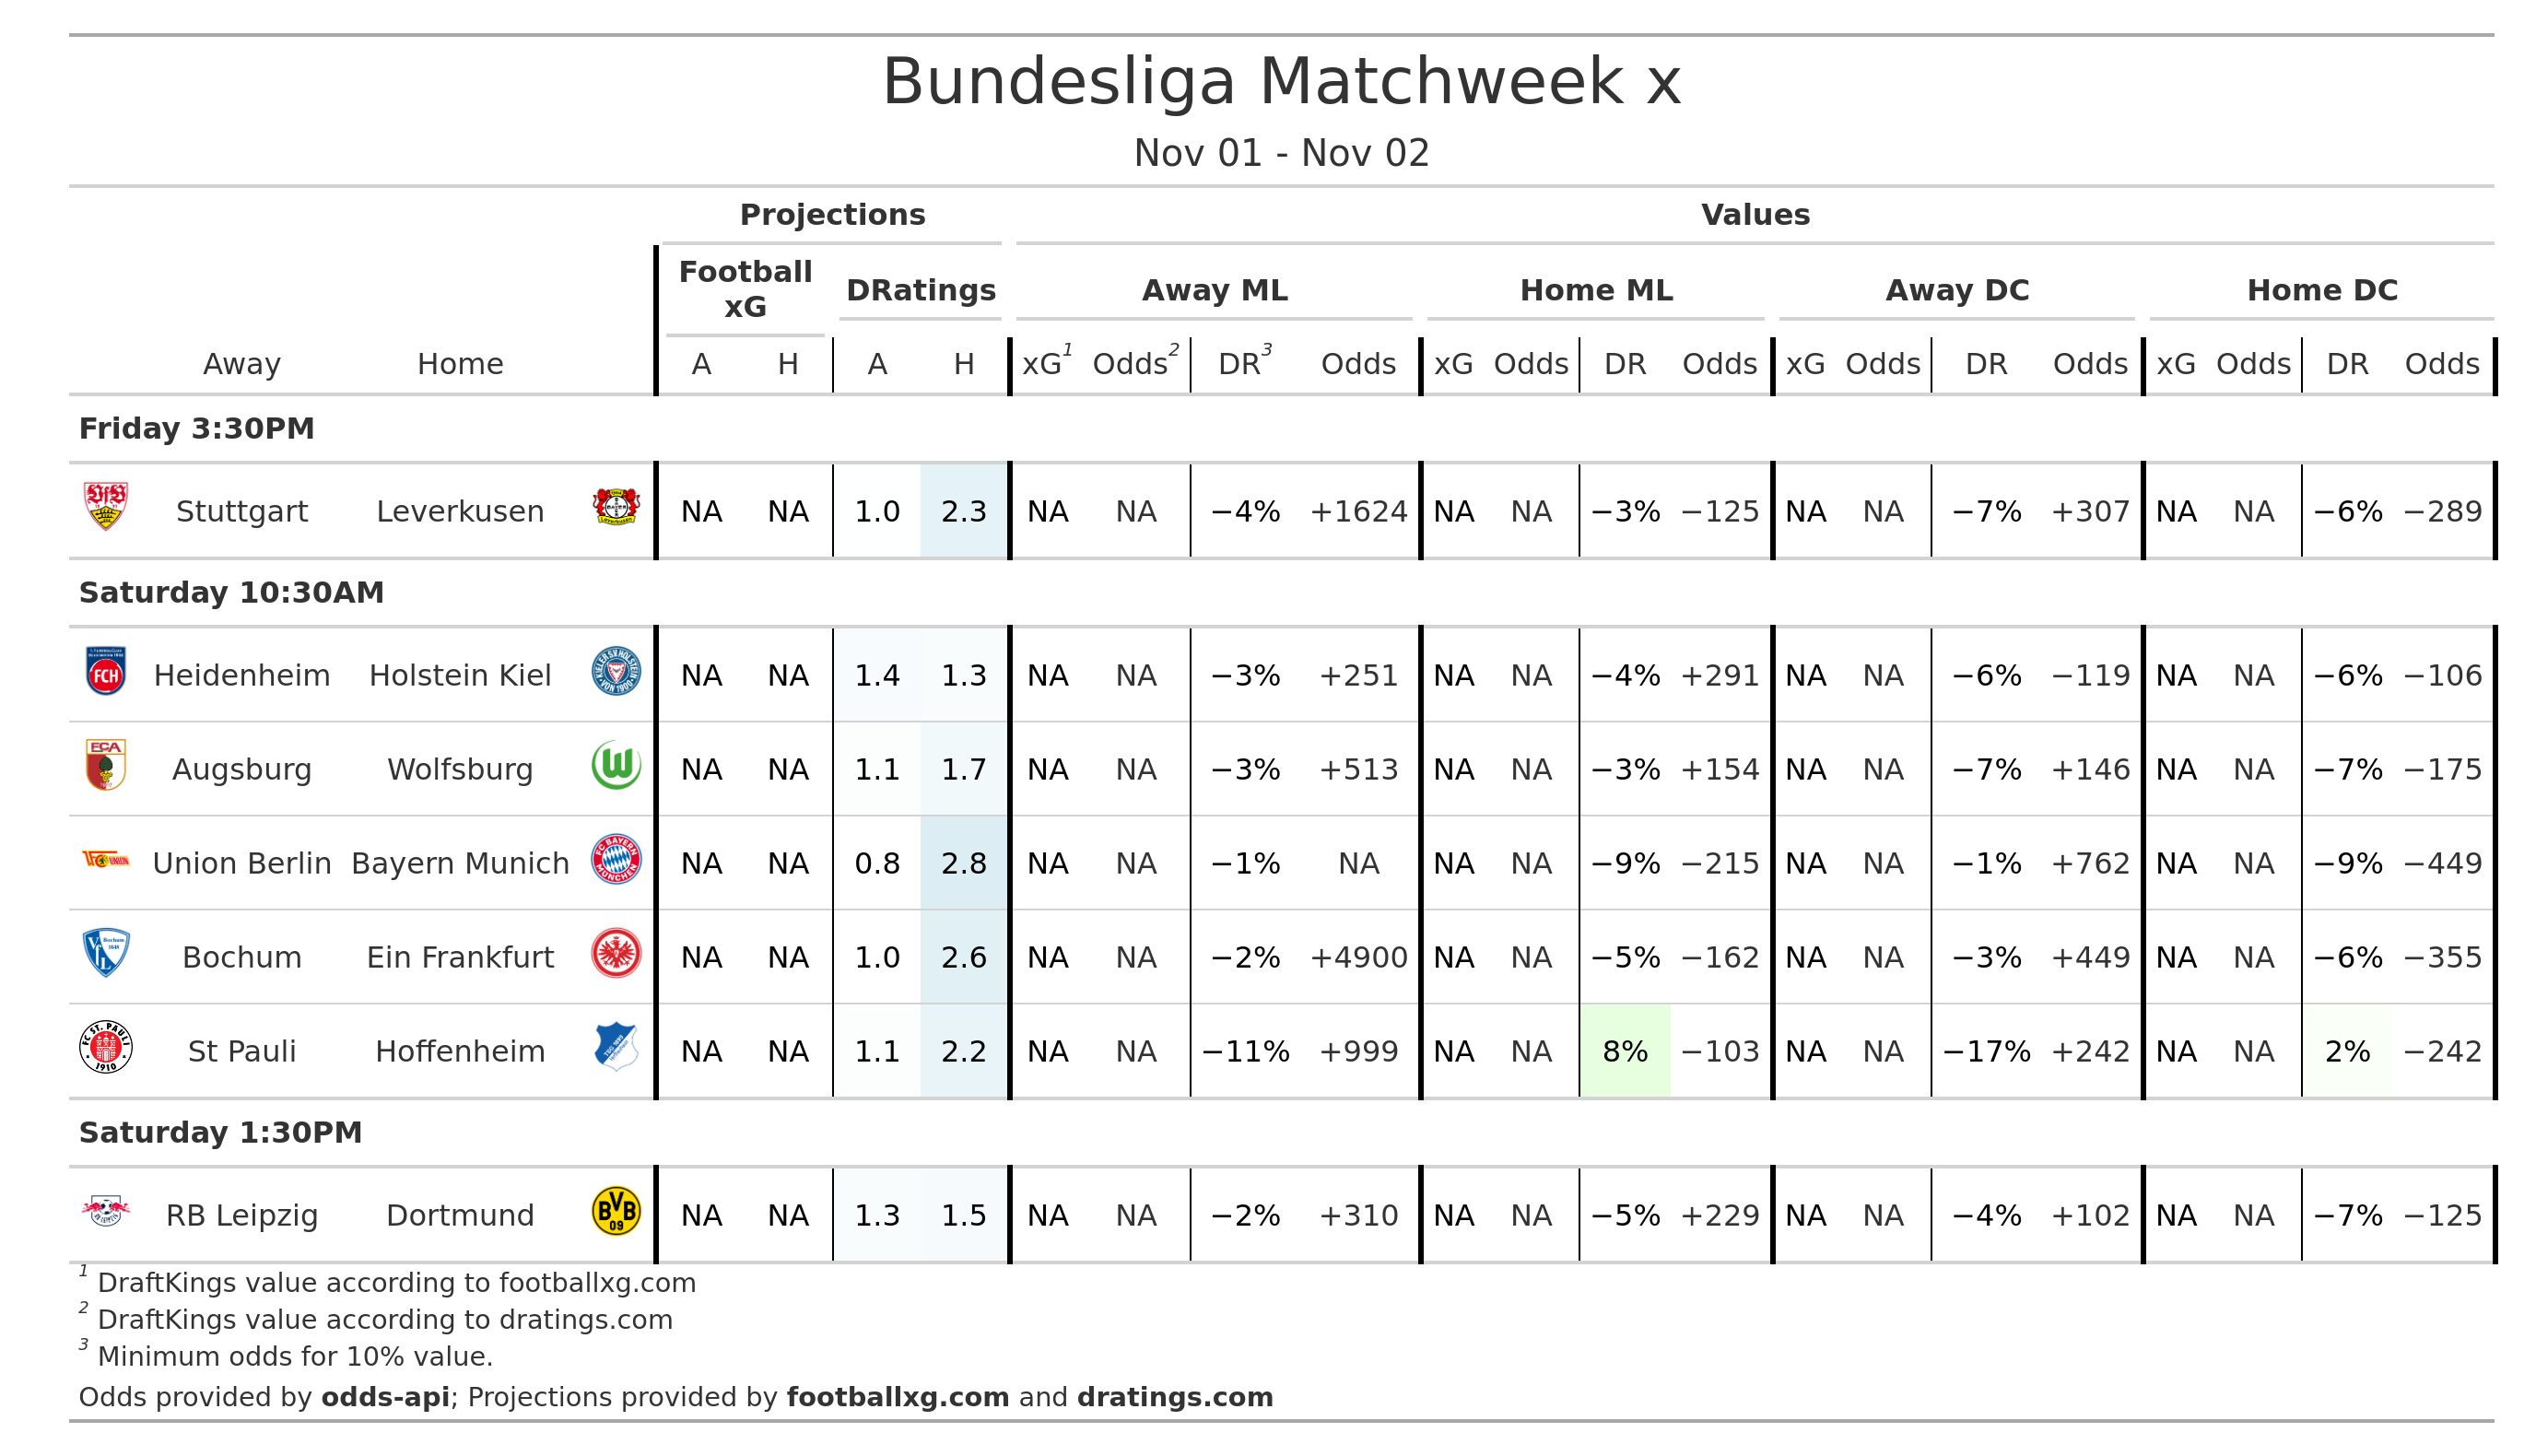 Bundesliga Matchweek x
Nov 01 - Nov 02
Projections Values
Football xG DRatings Away ML Home ML Away DC Home DC
Away Home A H A H xG1 Odds2 DR3 Odds xG Odds DR Odds xG Odds DR Odds xG Odds DR Odds
Friday 3:30PM
Stuttgart Leverkusen NA NA 1.0 2.3 NA NA −4% +1624 NA NA −3% −125 NA NA −7% +307 NA NA −6% −289
Saturday 10:30AM
FCH Heidenheim Holstein Kiel NA NA 1.4 1.3 NA NA −3% +251 NA NA −4% +291 NA NA −6% −119 NA NA −6% −106
FCA Augsburg Wolfsburg NA NA 1.1 1.7 NA NA −3% +513 NA NA −3% +154 NA NA −7% +146 NA NA −7% −175
Union Berlin Bayern Munich NA NA 0.8 2.8 NA NA −1% NA NA NA −9% −215 NA NA −1% +762 NA NA −9% −449
Bochum Ein Frankfurt NA NA 1.0 2.6 NA NA −2% +4900 NA NA −5% −162 NA NA −3% +449 NA NA −6% −355
FC ST. PAULI 1910 St Pauli Hoffenheim NA NA 1.1 2.2 NA NA −11% +999 NA NA 8% −103 NA NA −17% +242 NA NA 2% −242
Saturday 1:30PM
RB Leipzig Dortmund BVB 09 NA NA 1.3 1.5 NA NA −2% +310 NA NA −5% +229 NA NA −4% +102 NA NA −7% −125
1 DraftKings value according to footballxg.com
2 DraftKings value according to dratings.com
3 Minimum odds for 10% value.
Odds provided by odds-api; Projections provided by footballxg.com and dratings.com